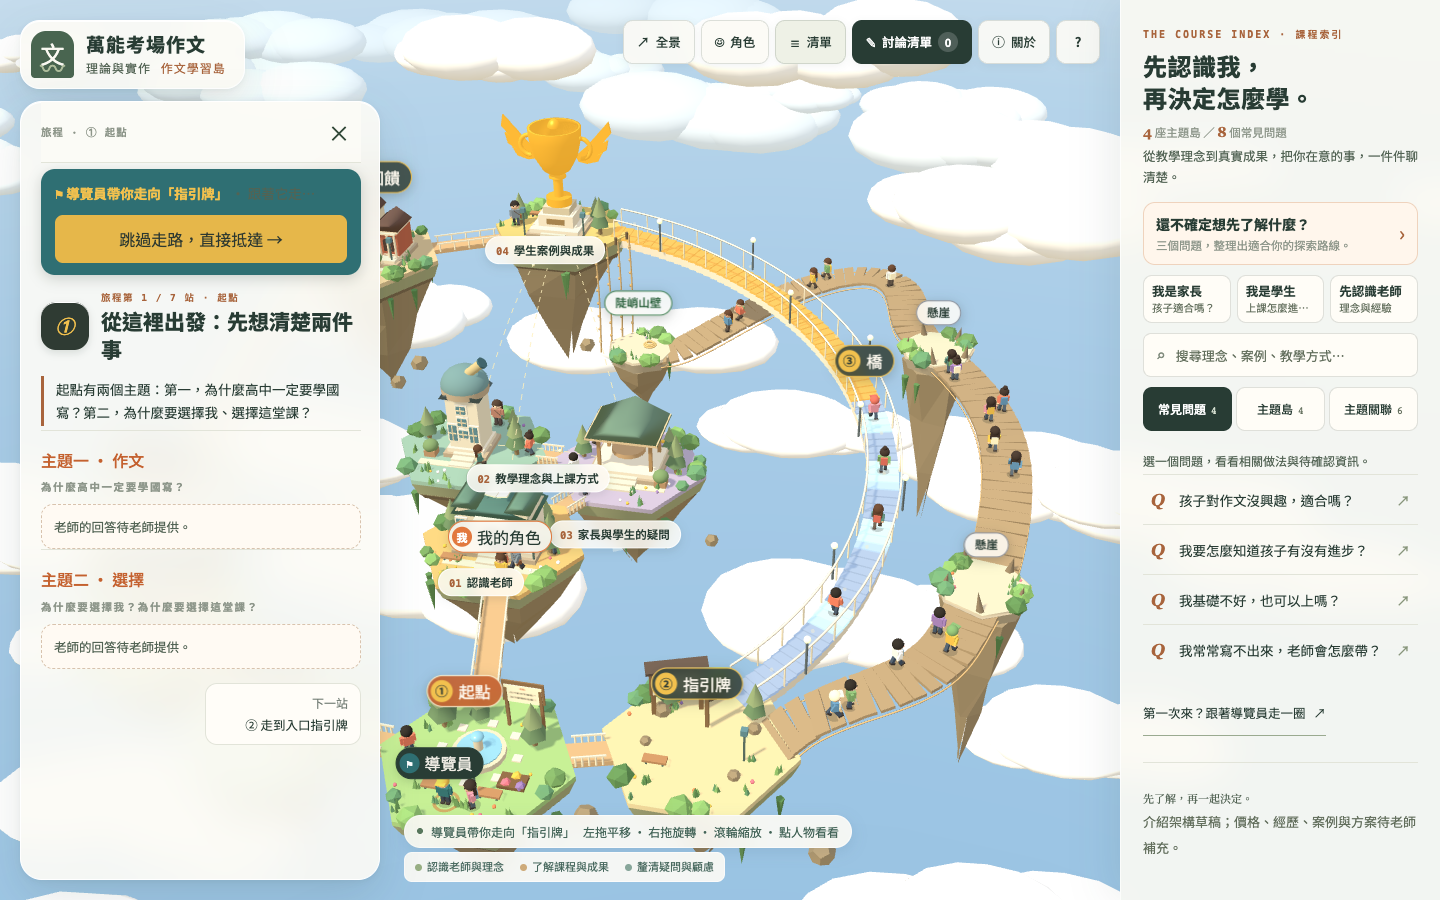 文
萬能考場作文
理論與實作 作文學習島
↗ 全景
☺ 角色
≡ 清單
✎ 討論清單 0
ⓘ 關於
?
旅程 · ① 起點
⚑導覽員帶你走向「指引牌」
跳過走路，直接抵達 →
①
旅程第 1 / 7 站 · 起點
從這裡出發：先想清楚兩件
事
起點有兩個主題：第一，為什麼高中一定要學國
寫？第二，為什麼要選擇我、選擇這堂課？
主題一 · 作文
為什麼高中一定要學國寫？
老師的回答待老師提供。
主題二 · 選擇
為什麼要選擇我？為什麼要選擇這堂課？
老師的回答待老師提供。
下一站
② 走到入口指引牌
饋
04 學生案例與成果
陡峭山壁
懸崖
③ 橋
02 教學理念與上課方式
我 我的角色
03 家長與學生的疑問
懸崖
01 認識老師
① 起點
② 指引牌
⚑ 導覽員
導覽員帶你走向「指引牌」 左拖平移 · 右拖旋轉 · 滾輪縮放 · 點人物看看
認識老師與理念
了解課程與成果
釐清疑問與顧慮
THE COURSE INDEX · 課程索引
先認識我，
再決定怎麼學。
4 座主題島 ／ 8 個常見問題
從教學理念到真實成果，把你在意的事，一件件聊
清楚。
還不確定想先了解什麼？
三個問題，整理出適合你的探索路線。
我是家長
孩子適合嗎？
我是學生
上課怎麼進…
先認識老師
理念與經驗
搜尋理念、案例、教學方式…
常見問題 4
主題島 4
主題關聯 6
選一個問題，看看相關做法與待確認資訊。
Q 孩子對作文沒興趣，適合嗎？ ↗
Q 我要怎麼知道孩子有沒有進步？ ↗
Q 我基礎不好，也可以上嗎？ ↗
Q 我常常寫不出來，老師會怎麼帶？ ↗
第一次來？跟著導覽員走一圈 ↗
先了解，再一起決定。
介紹架構草稿；價格、經歷、案例與方案待老師
補充。